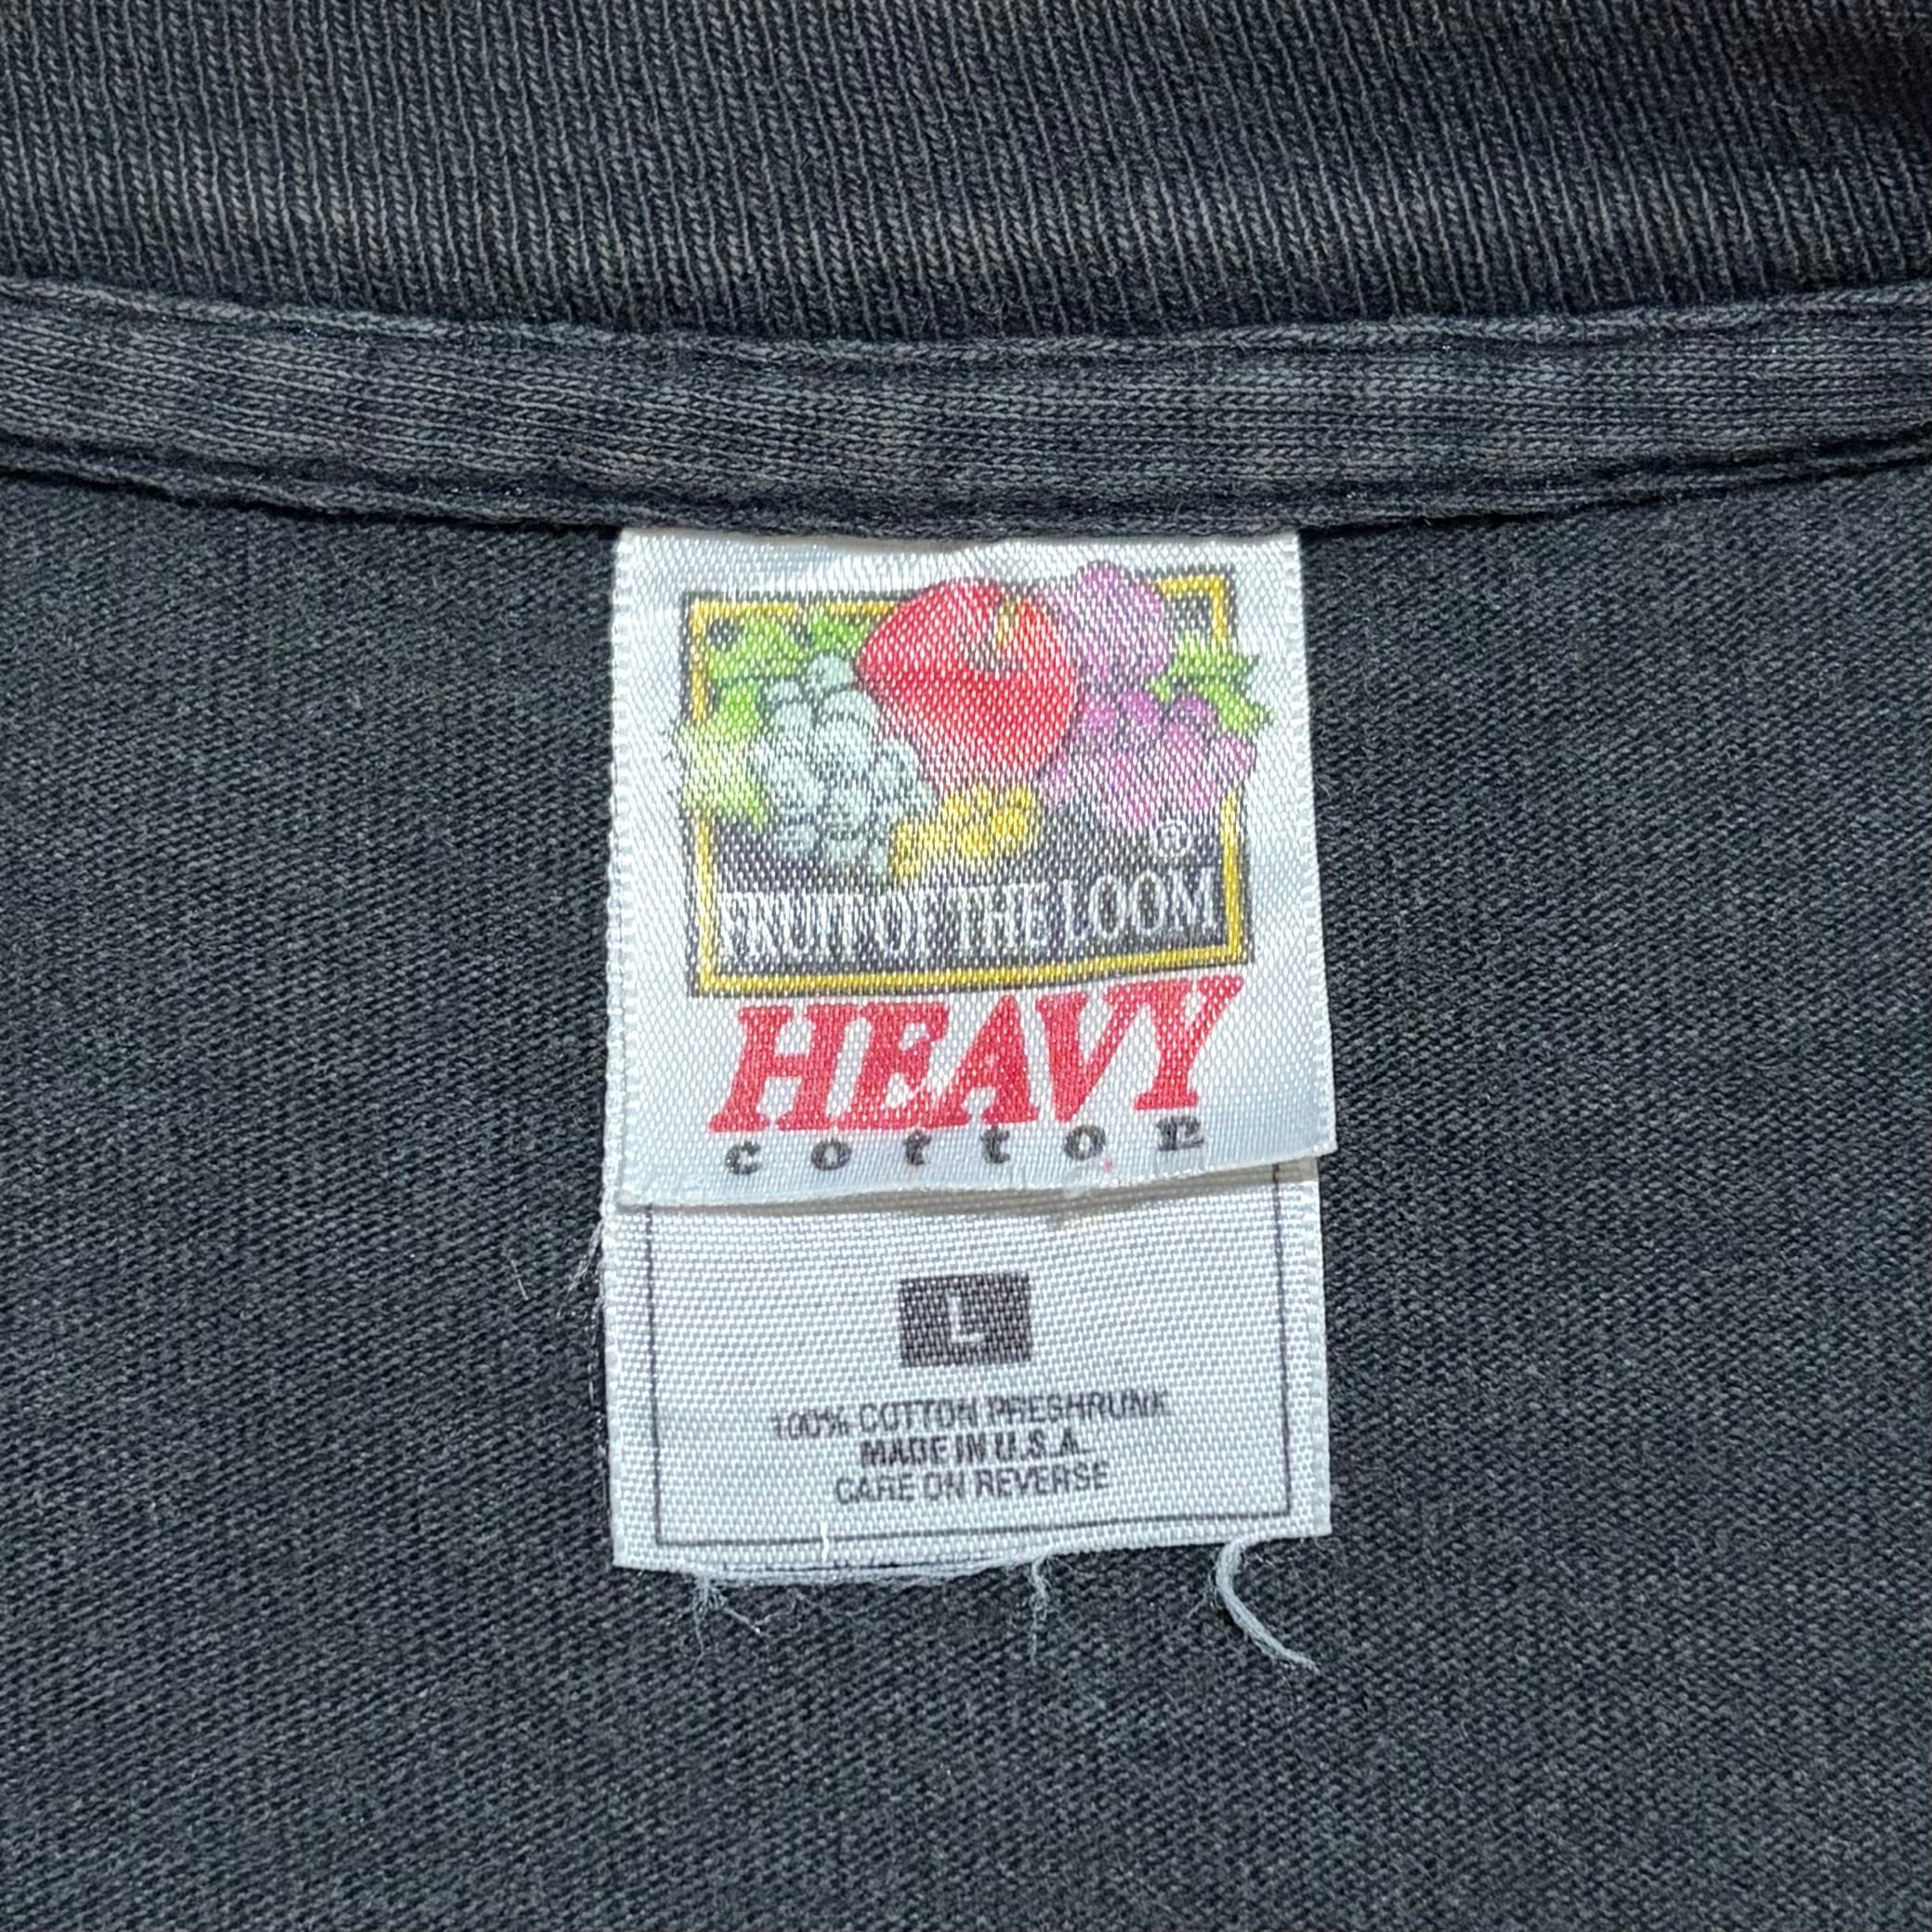 ®
FRUIT OF THE LOOM
HEAVY
cotton
L
100% COTTON PRESHRUNK
MADE IN U.S.A.
CARE ON REVERSE